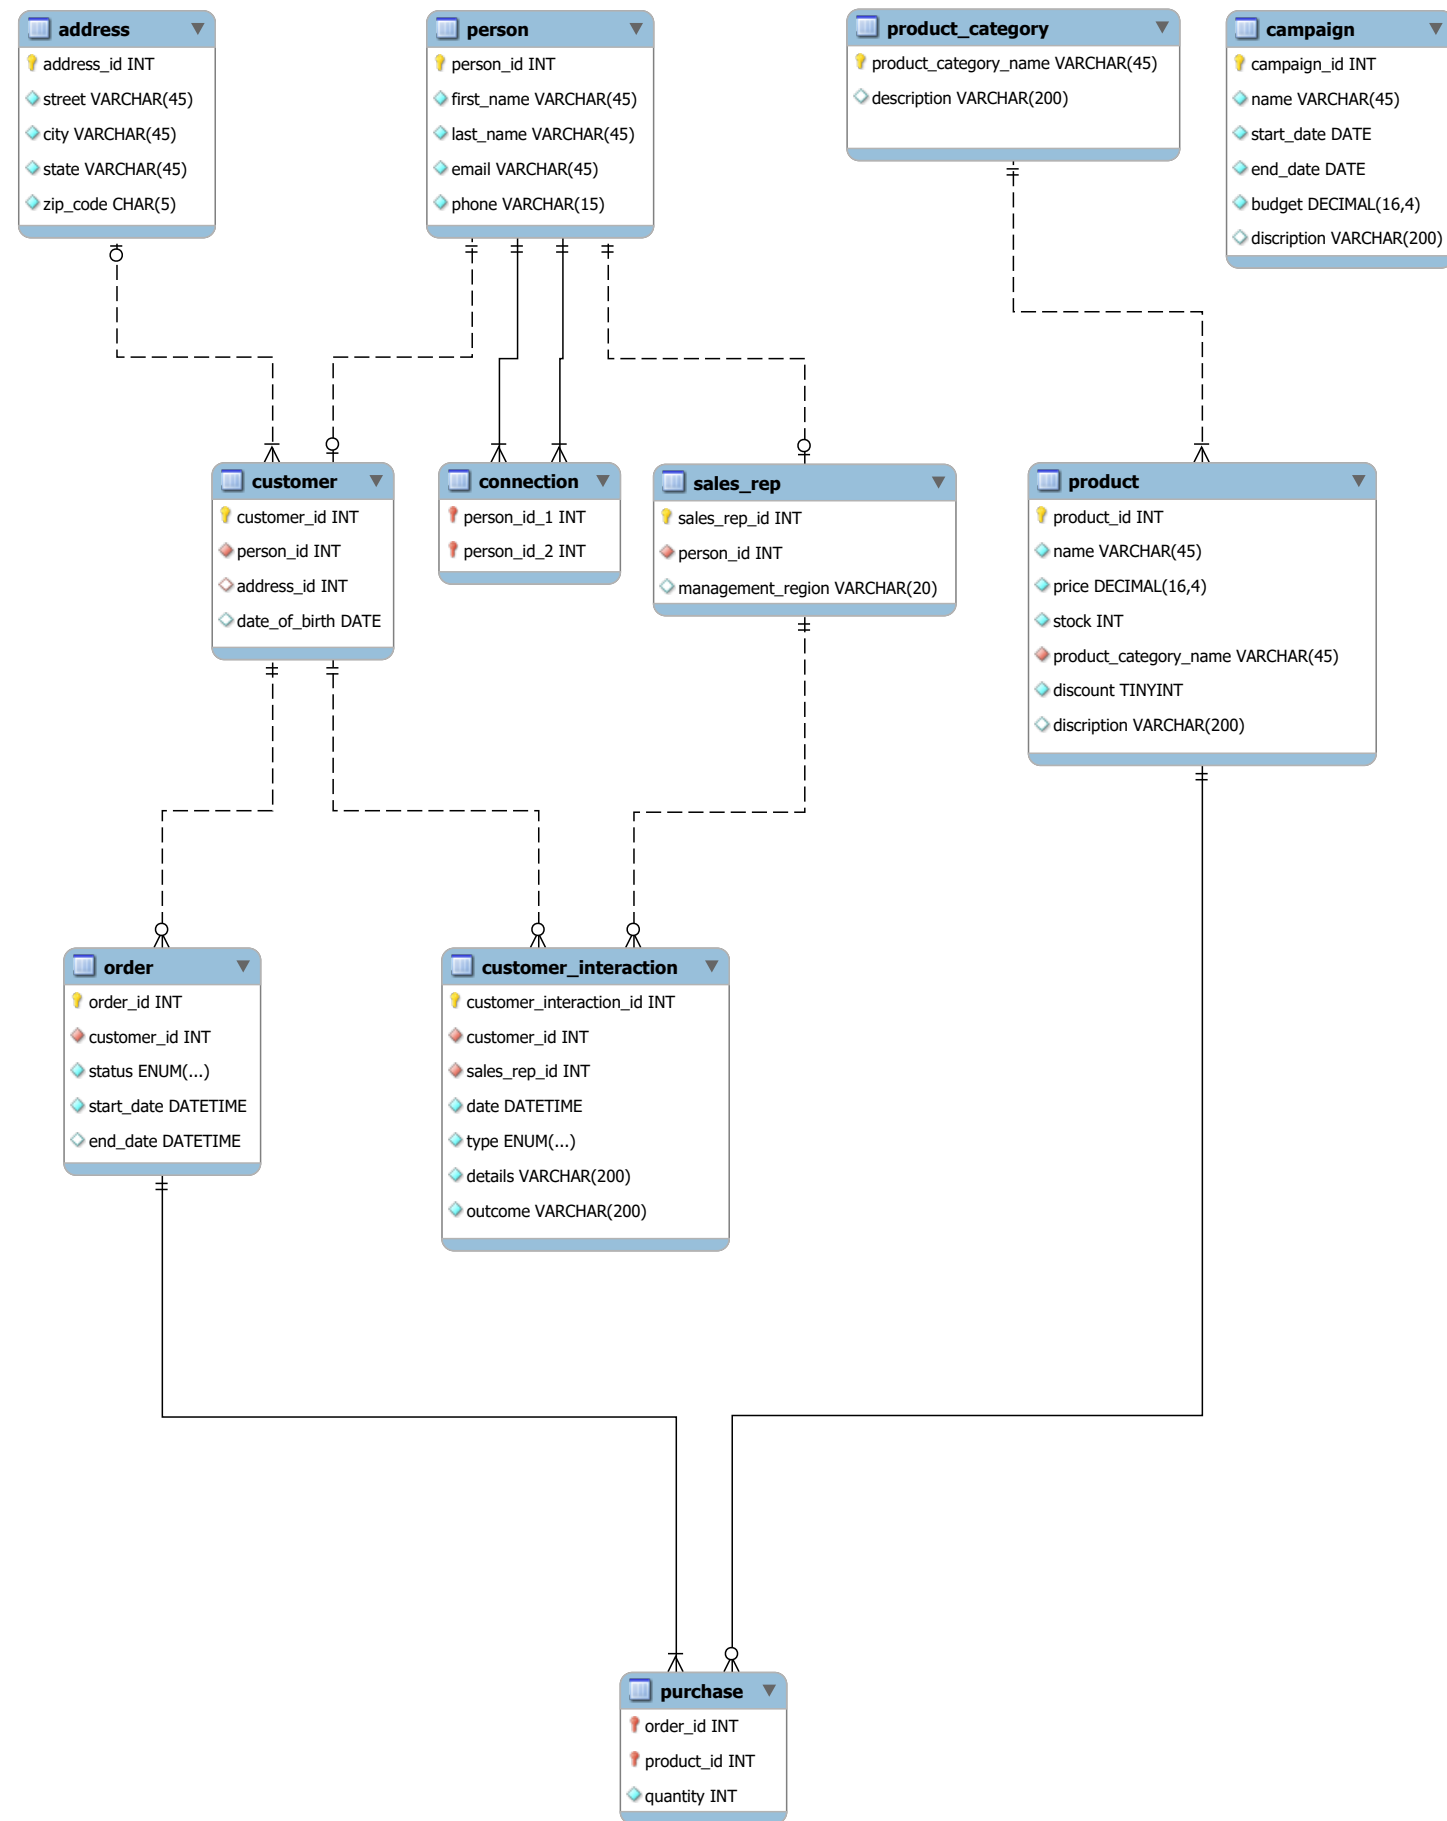 address
address_id INT
street VARCHAR(45)
city VARCHAR(45)
state VARCHAR(45)
zip_code CHAR(5)
person
person_id INT
first_name VARCHAR(45)
last_name VARCHAR(45)
email VARCHAR(45)
phone VARCHAR(15)
product_category
product_category_name VARCHAR(45)
description VARCHAR(200)
campaign
campaign_id INT
name VARCHAR(45)
start_date DATE
end_date DATE
budget DECIMAL(16,4)
discription VARCHAR(200)
customer
customer_id INT
person_id INT
address_id INT
date_of_birth DATE
connection
person_id_1 INT
person_id_2 INT
sales_rep
sales_rep_id INT
person_id INT
management_region VARCHAR(20)
product
product_id INT
name VARCHAR(45)
price DECIMAL(16,4)
stock INT
product_category_name VARCHAR(45)
discount TINYINT
discription VARCHAR(200)
order
order_id INT
customer_id INT
status ENUM(...)
start_date DATETIME
end_date DATETIME
customer_interaction
customer_interaction_id INT
customer_id INT
sales_rep_id INT
date DATETIME
type ENUM(...)
details VARCHAR(200)
outcome VARCHAR(200)
purchase
order_id INT
product_id INT
quantity INT